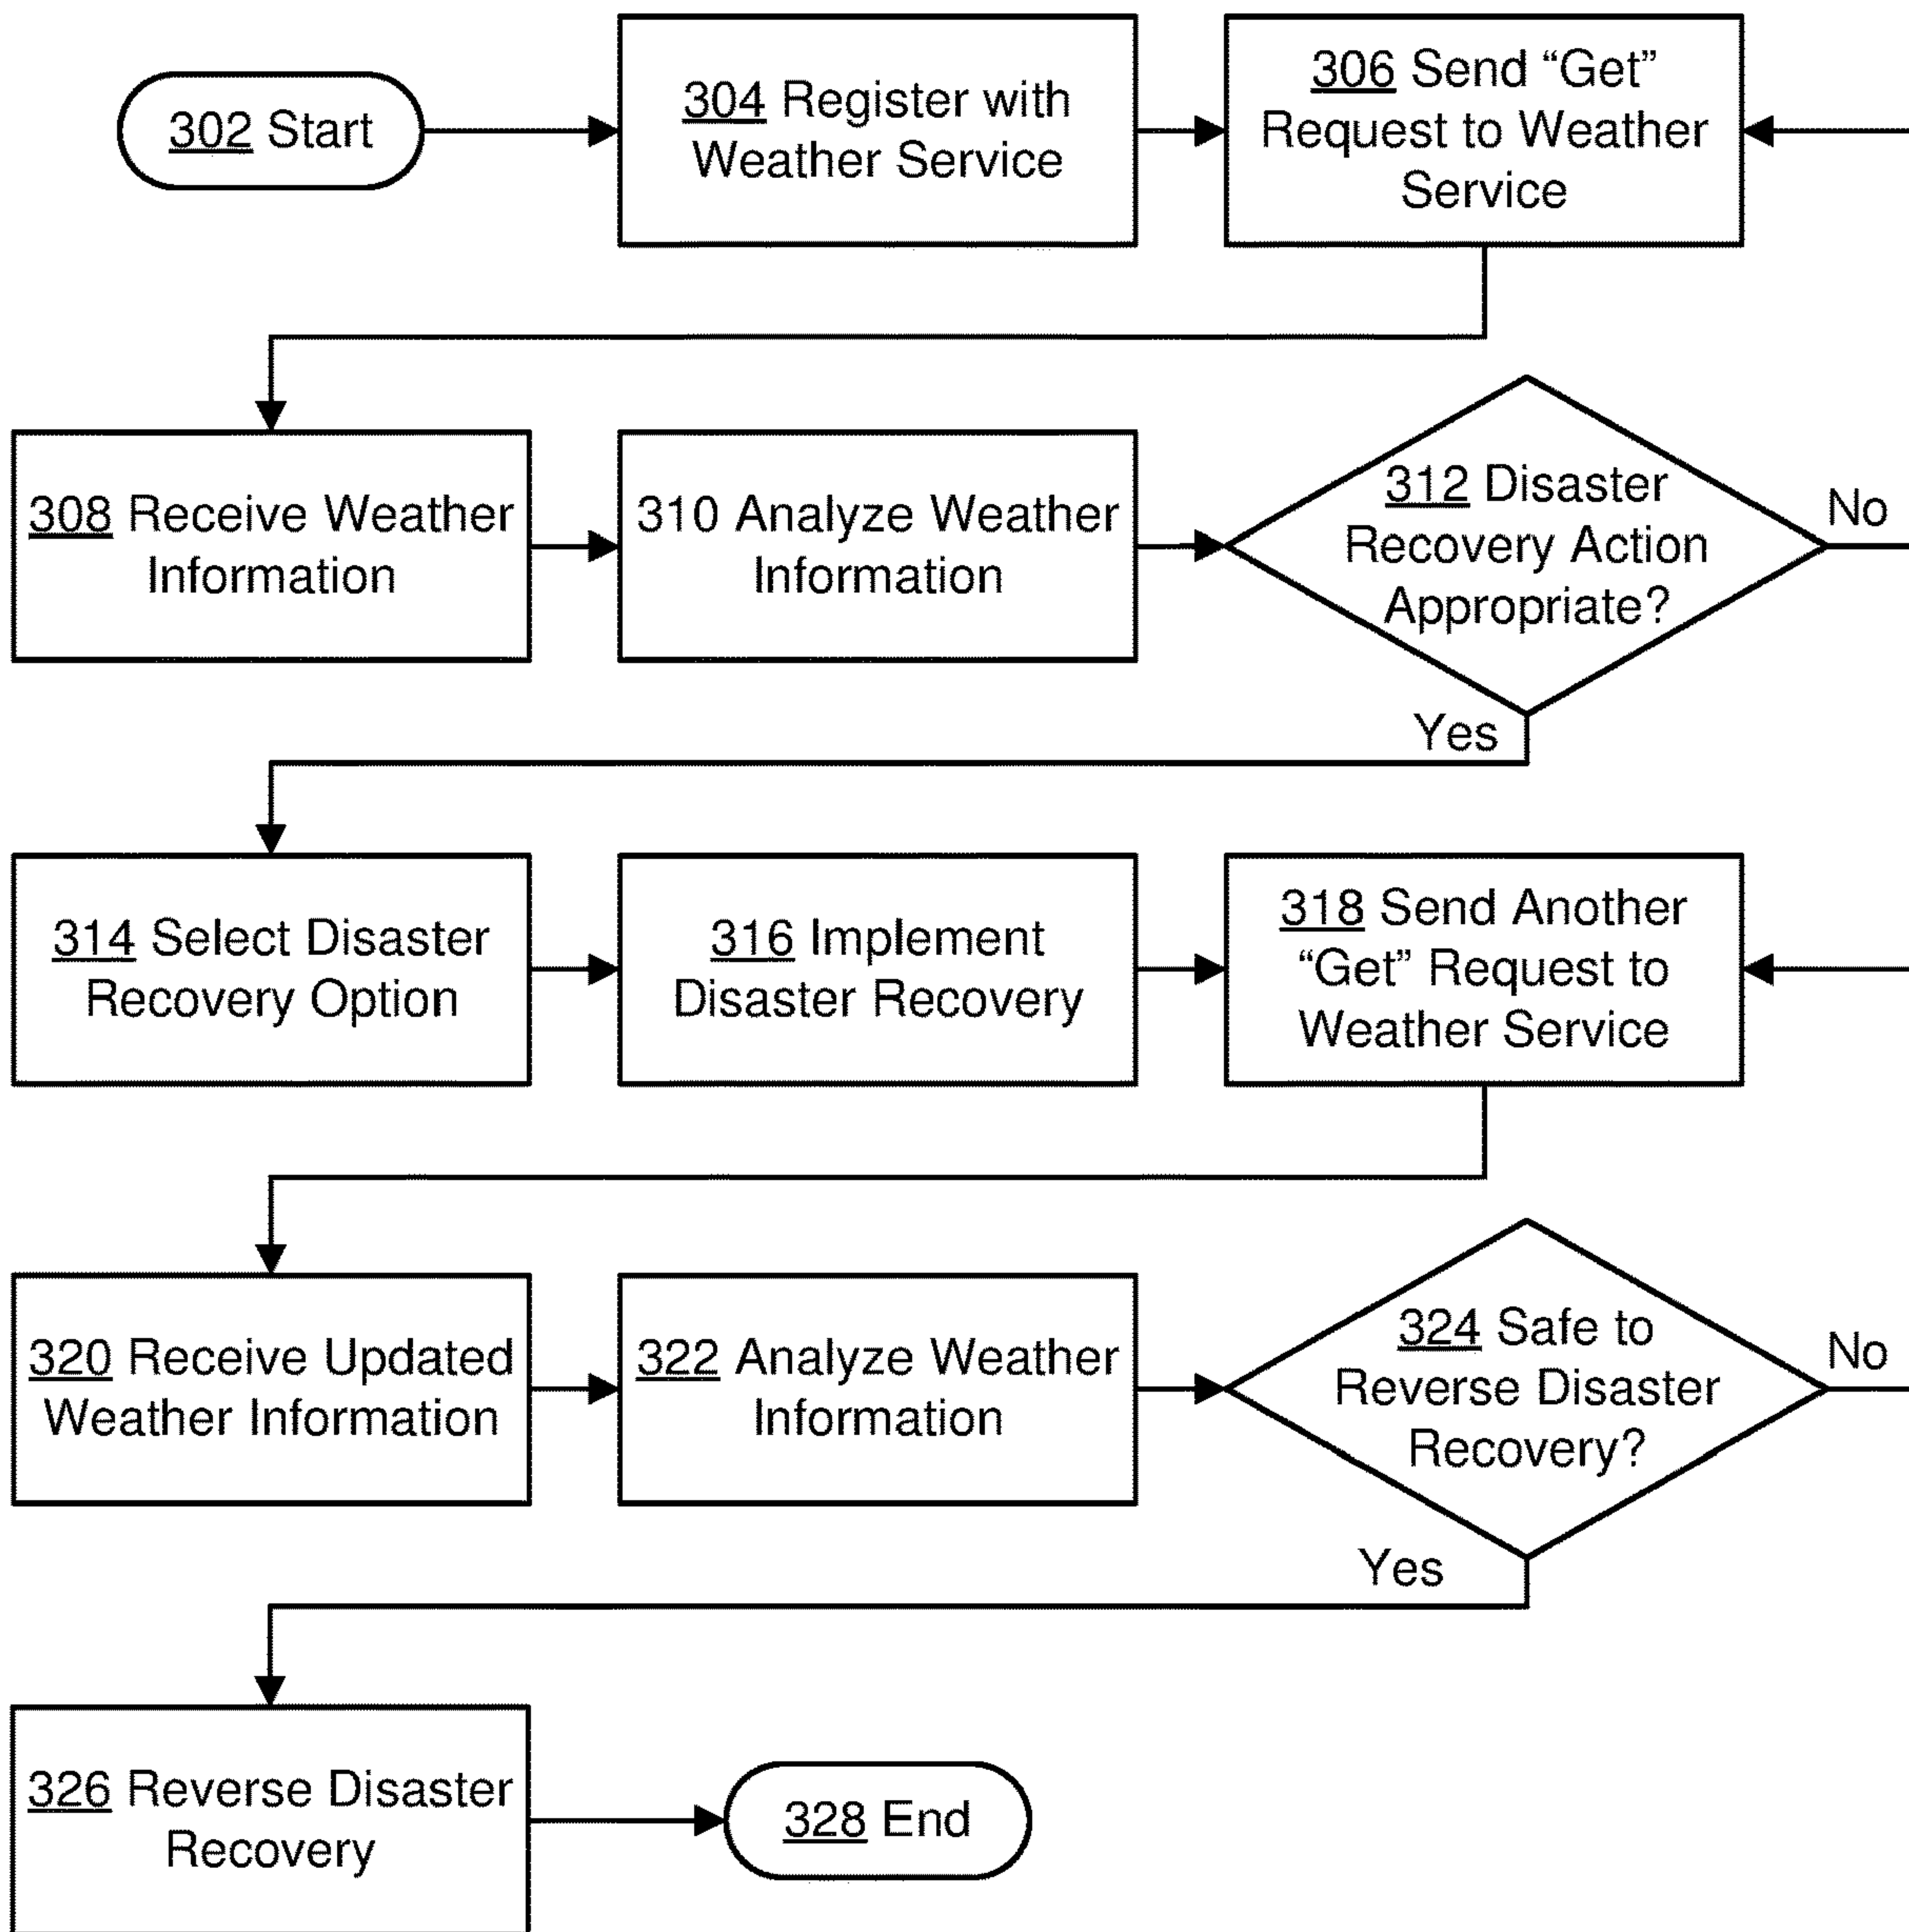 302 Start
304 Register with
Weather Service
306 Send “Get”
Request to Weather
Service
308 Receive Weather
Information
310 Analyze Weather
Information
312 Disaster
Recovery Action
Appropriate?
No
Yes
314 Select Disaster
Recovery Option
316 Implement
Disaster Recovery
318 Send Another
“Get” Request to
Weather Service
320 Receive Updated
Weather Information
322 Analyze Weather
Information
324 Safe to
Reverse Disaster
Recovery?
No
Yes
326 Reverse Disaster
Recovery
328 End